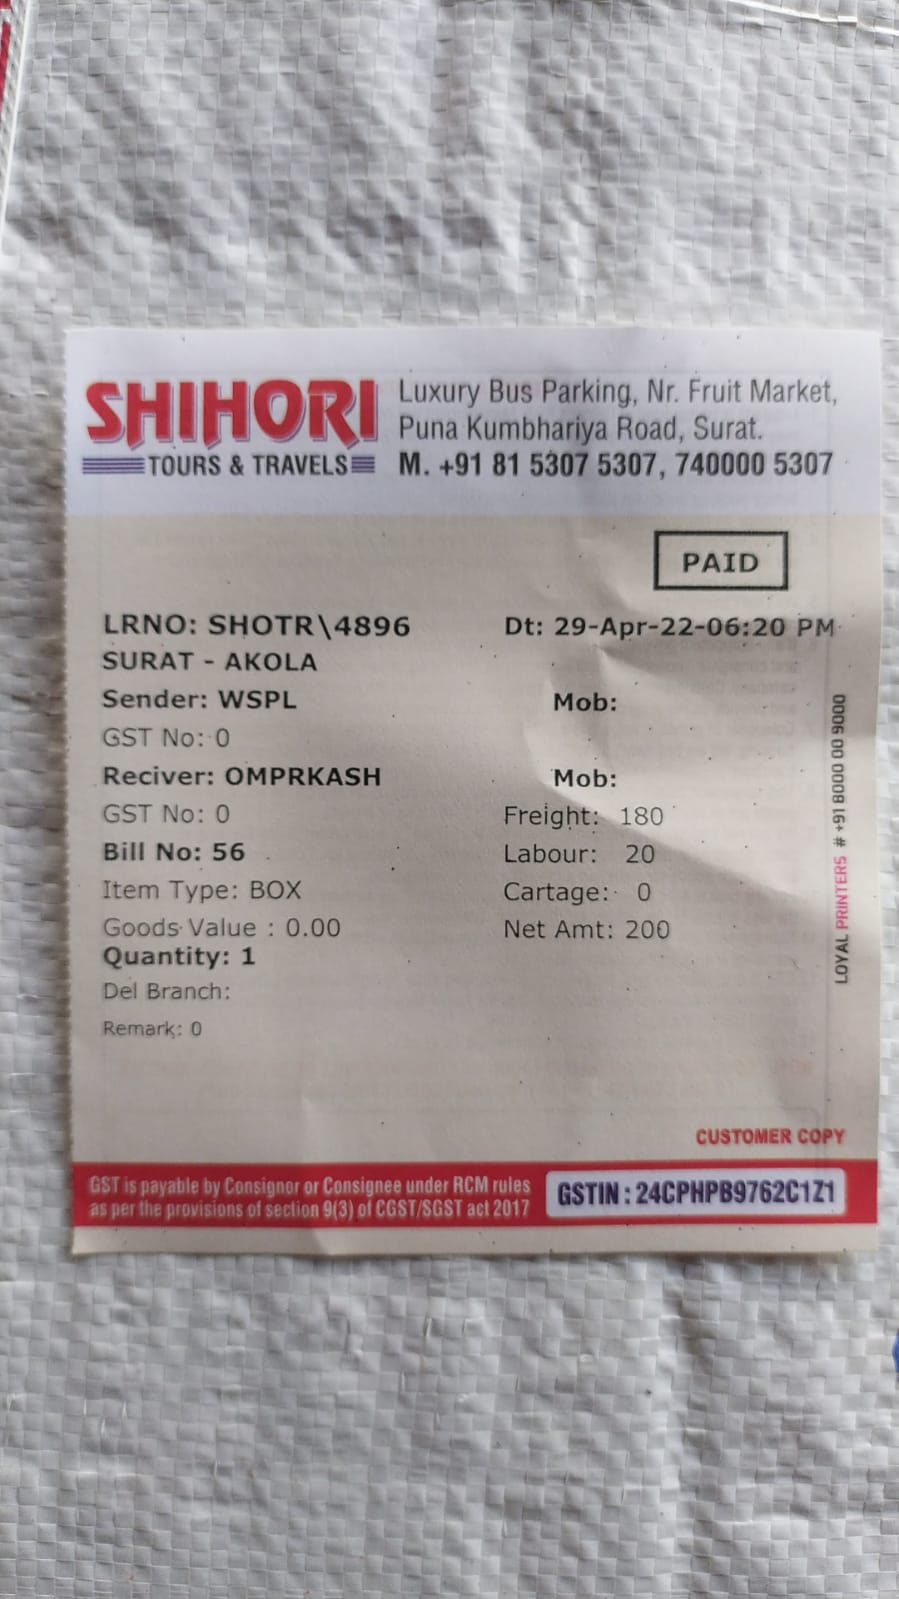 SHIHORI
TOURS & TRAVELS
Luxury Bus Parking, Nr. Fruit Market,
Puna Kumbhariya Road, Surat.
M. +91 81 5307 5307, 740000 5307
PAID
LRNO: SHOTR\4896 Dt: 29-Apr-22-06:20 PM
SURAT - AKOLA
Sender: WSPL Mob:
GST No: 0
Reciver: OMPRKASH Mob:
GST No: 0 Freight: 180
Bill No: 56 Labour: 20
Item Type: BOX Cartage: 0
Goods Value : 0.00 Net Amt: 200
Quantity: 1
Del Branch:
Remark: 0
LOYAL PRINTERS # +91 8000 00 9000
CUSTOMER COPY
GST is payable by Consignor or Consignee under RCM rules
as per the provisions of section 9(3) of CGST/SGST act 2017
GSTIN : 24CPHPB9762C1Z1